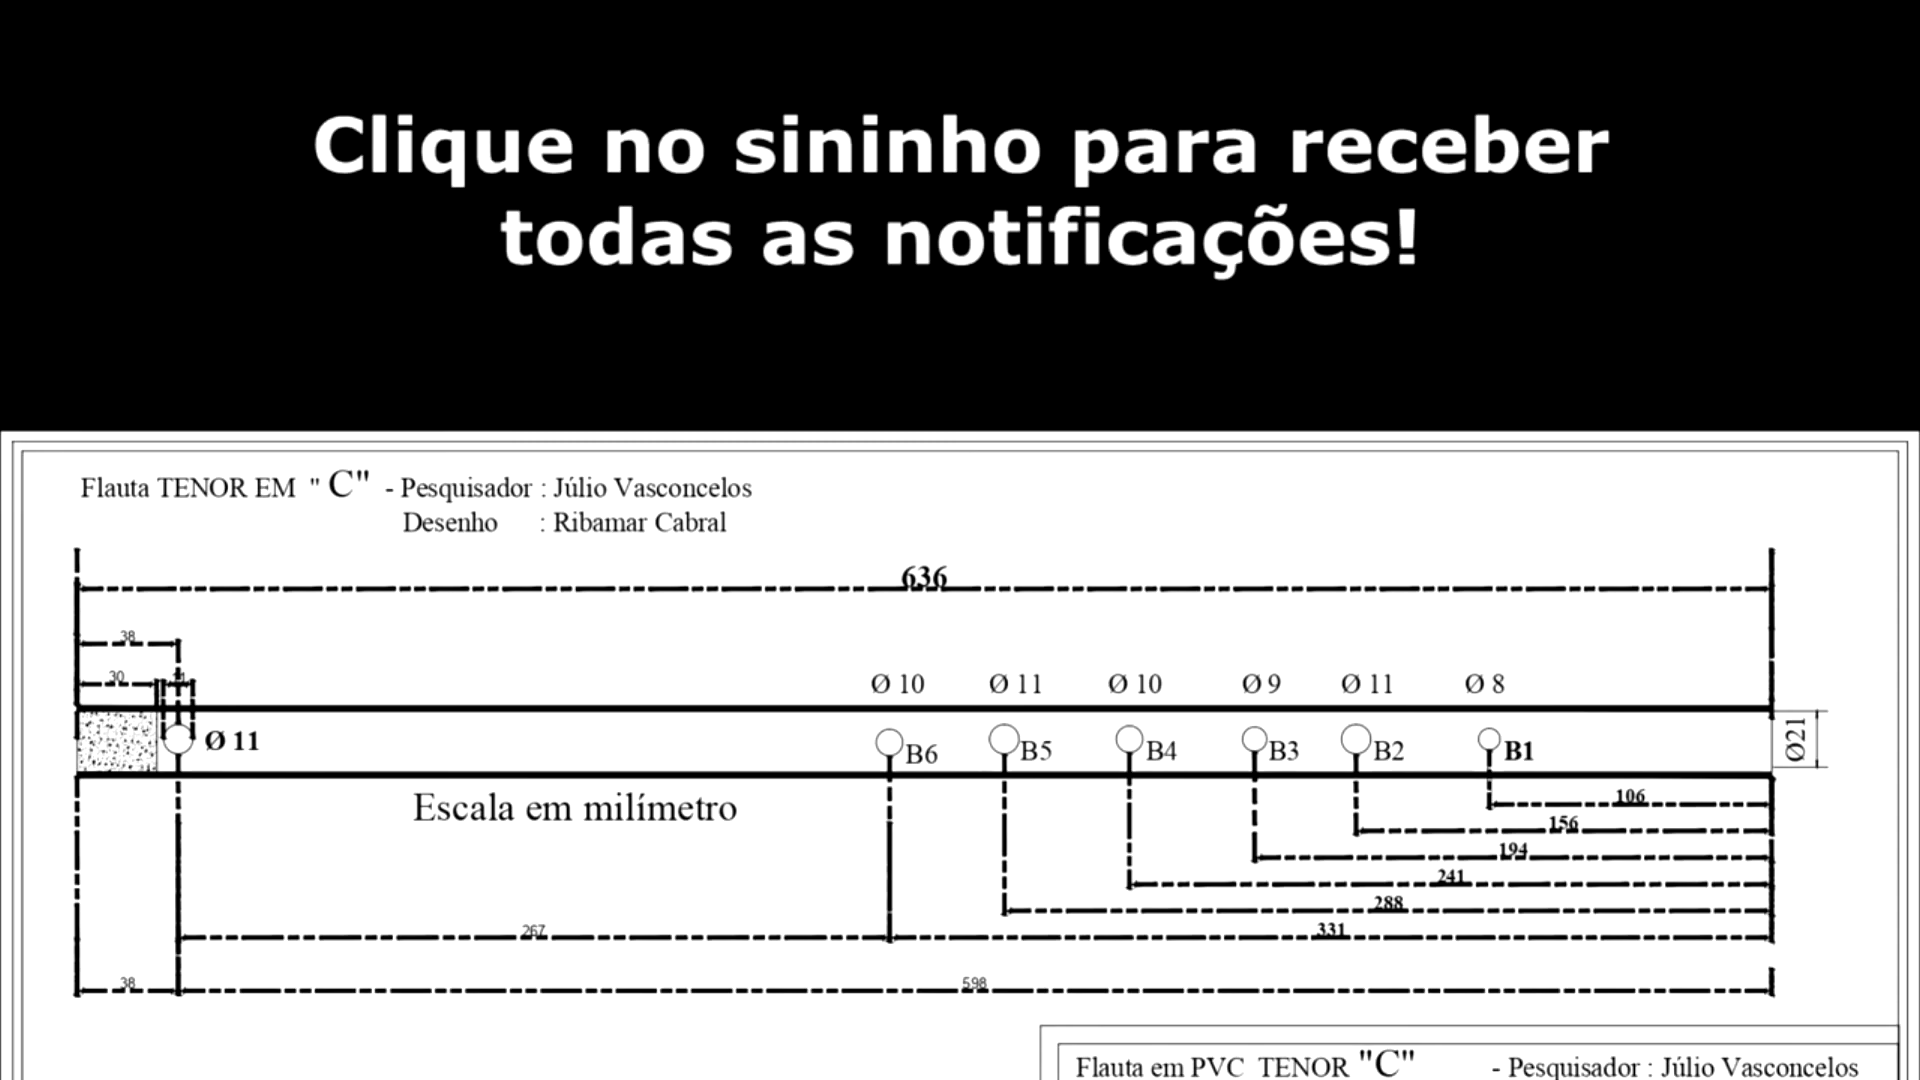 Clique no sininho para receber
todas as notificações!
Flauta TENOR EM " C" - Pesquisador : Júlio Vasconcelos
Desenho : Ribamar Cabral
636
38
30
Ø 10 Ø 11 Ø 10 Ø 9 Ø 11 Ø 8
Ø 11 B6 B5 B4 B3 B2 B1 Ø21
Escala em milímetro
106
156
194
241
288
267 331
38 598
Flauta em PVC TENOR "C" - Pesquisador : Júlio Vasconcelos